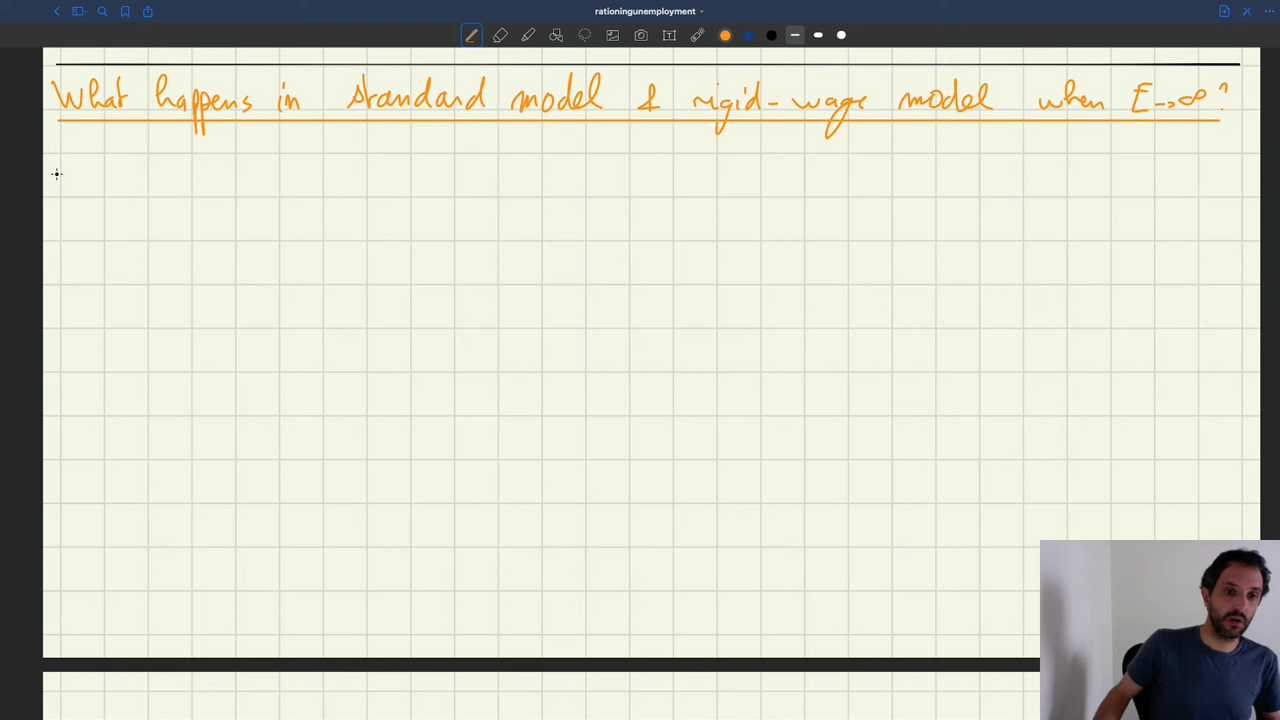 rationingunemployment
What happens in standard model & rigid-wage model when E→∞?